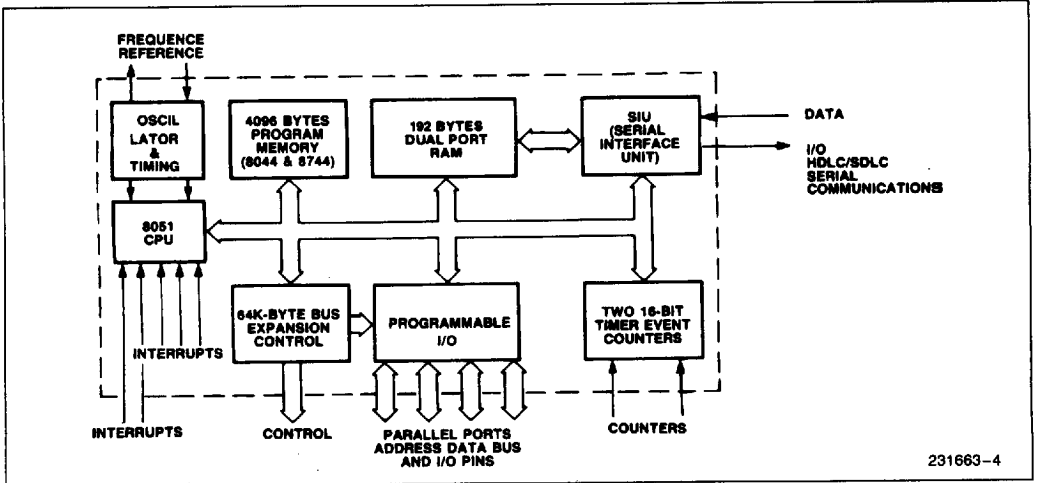 FREQUENCE
REFERENCE
OSCIL
LATOR
&
TIMING
4096 BYTES
PROGRAM
MEMORY
(8044 & 8744)
192 BYTES
DUAL PORT
RAM
SIU
(SERIAL
INTERFACE
UNIT)
DATA
I/O
HDLC/SDLC
SERIAL
COMMUNICATIONS
8051
CPU
64K-BYTE BUS
EXPANSION
CONTROL
PROGRAMMABLE
I/O
TWO 16-BIT
TIMER EVENT
COUNTERS
INTERRUPTS
INTERRUPTS
CONTROL
PARALLEL PORTS
ADDRESS DATA BUS
AND I/O PINS
COUNTERS
231663-4